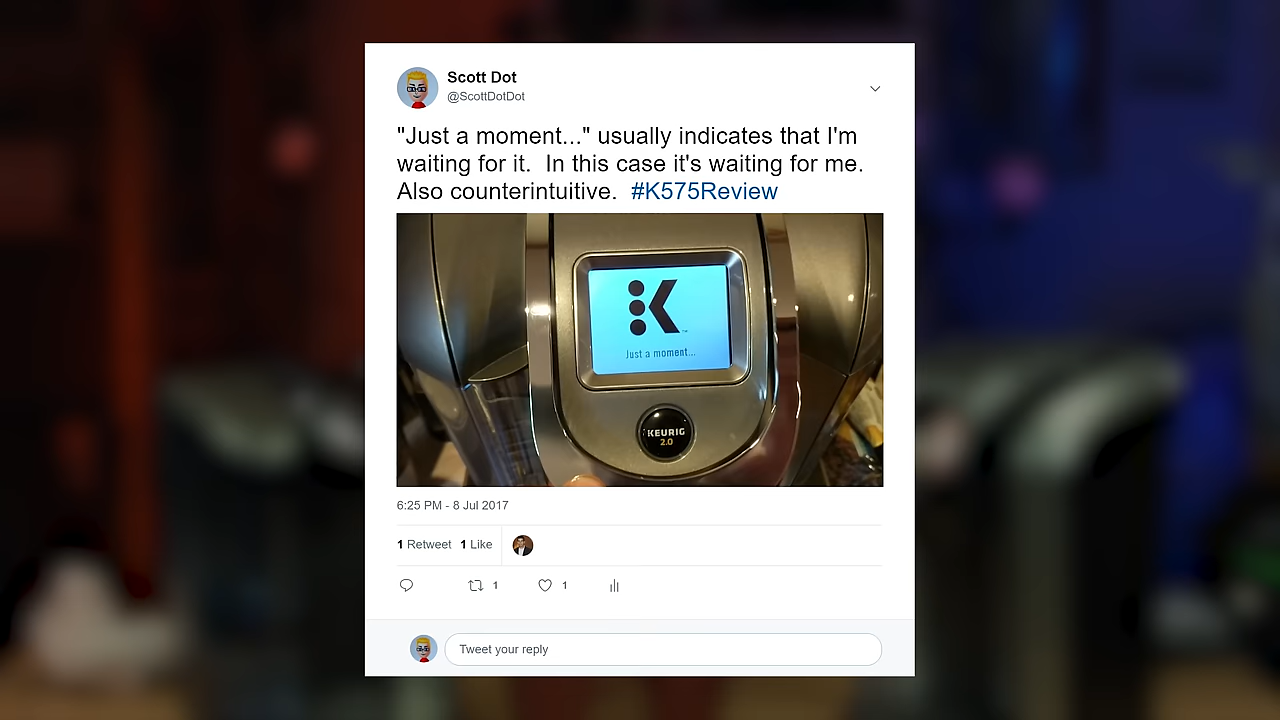 Scott Dot
@ScottDotDot
"Just a moment..." usually indicates that I'm
waiting for it.  In this case it's waiting for me.
Also counterintuitive.  #K575Review
K
Just a moment...
KEURIG
2.0
6:25 PM - 8 Jul 2017
1 Retweet 1 Like
1 1
Tweet your reply